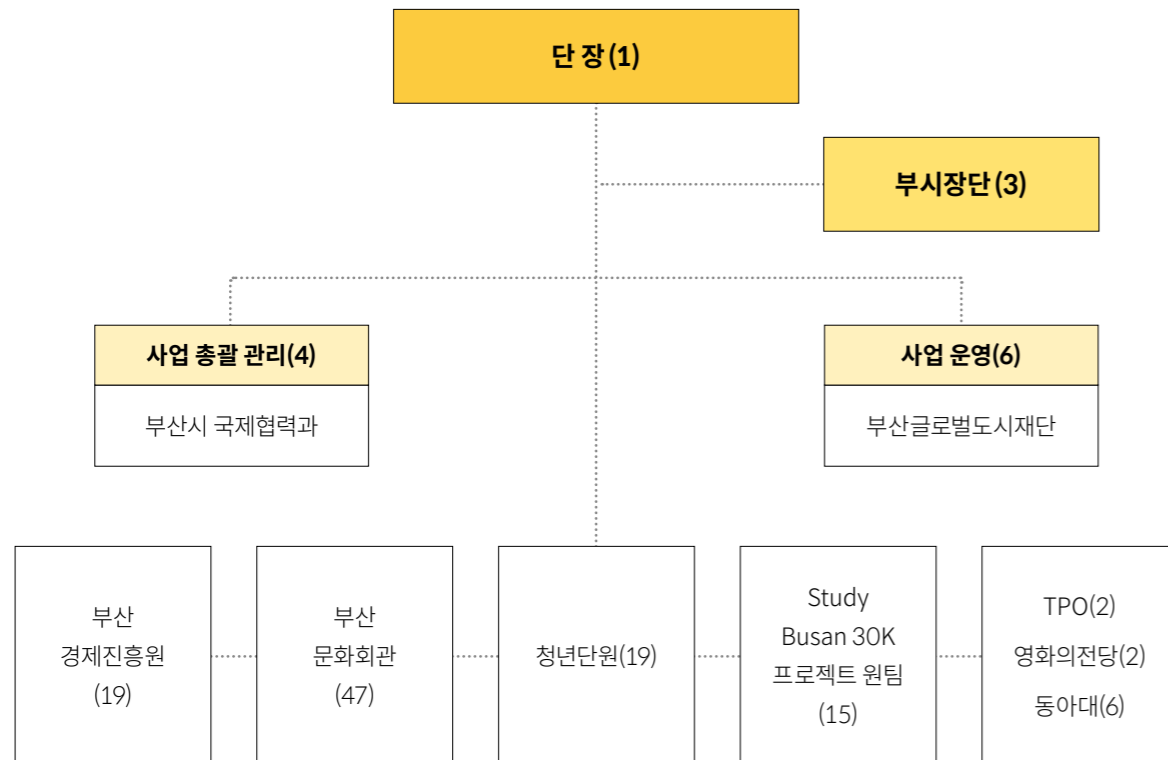 단 장(1)
부시장단(3)
사업 총괄 관리(4)
부산시 국제협력과
사업 운영(6)
부산글로벌도시재단
부산
경제진흥원
(19)
부산
문화회관
(47)
청년단원(19)
Study
Busan 30K
프로젝트 원팀
(15)
TPO(2)
영화의전당(2)
동아대(6)